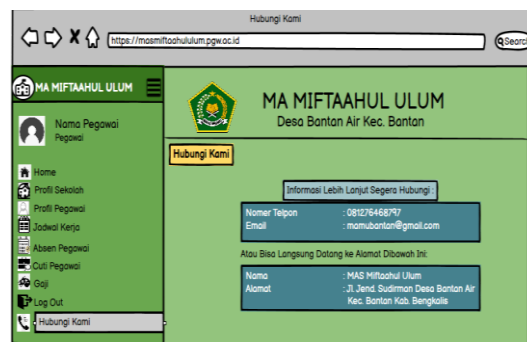 Hubungi Kami
https://masmiftaahululum.pgw.ac.id
Search
MA MIFTAAHUL ULUM
Nama Pegawai
Pegawai
Home
Profil Sekolah
Profil Pegawai
Jadwal Kerja
Absen Pegawai
Cuti Pegawai
Gaji
Log Out
Hubungi Kami
MA MIFTAAHUL ULUM
Desa Bantan Air Kec. Bantan
Hubungi Kami
Informasi Lebih Lanjut Segera Hubungi :
Nomer Telpon : 081276468797
Email : mamubantan@gmail.com
Atau Bisa Langsung Datang ke Alamat Dibawah Ini:
Nama : MAS Miftaahul Ulum
Alamat : Jl. Jend. Sudirman Desa Bantan Air
Kec. Bantan Kab. Bengkalis